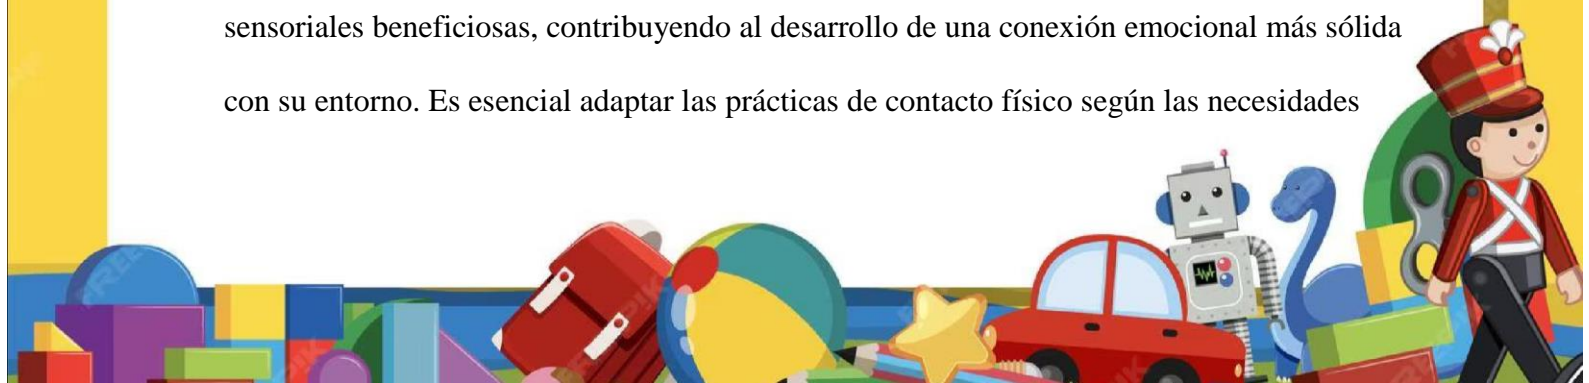 sensoriales beneficiosas, contribuyendo al desarrollo de una conexión emocional más sólida
con su entorno. Es esencial adaptar las prácticas de contacto físico según las necesidades